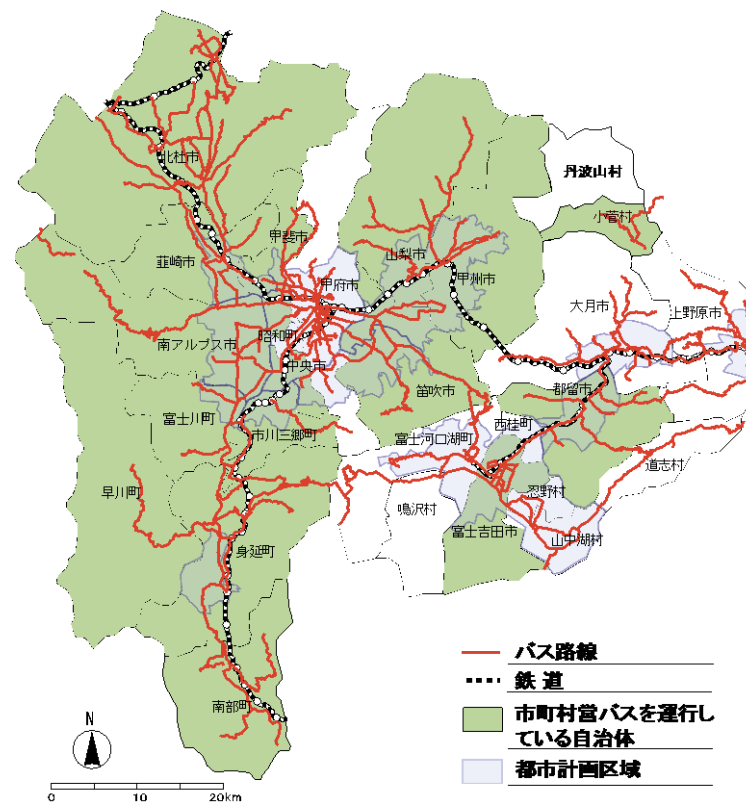 北杜市
丹波山村
小菅村
甲斐市
山梨市
韮崎市
甲府市
甲州市
大月市
上野原市
昭和町
南アルプス市
中央市
笛吹市
都留市
富士川町
市川三郷町
富士河口湖町
西桂町
道志村
早川町
鳴沢村
忍野村
富士吉田市
山中湖村
身延町
南部町
バス路線
鉄道
市町村営バスを運行し
ている自治体
都市計画区域
N
0 10 20km